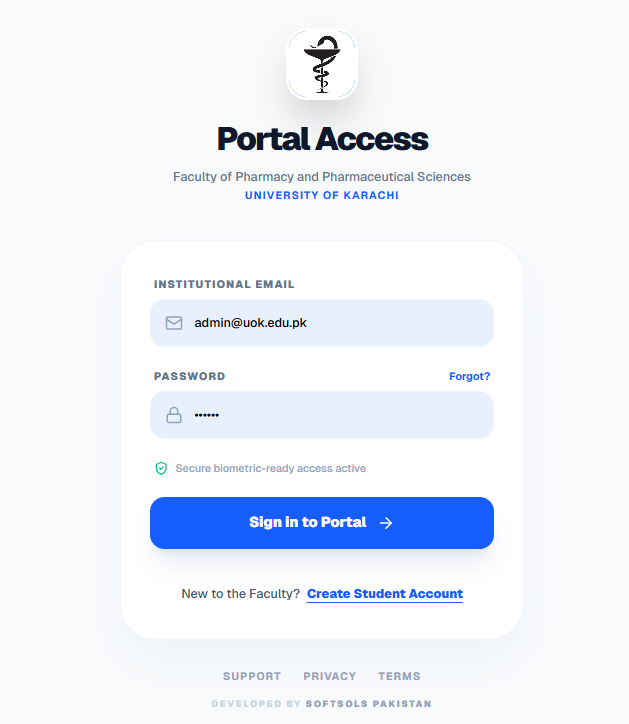 Portal Access
Faculty of Pharmacy and Pharmaceutical Sciences
UNIVERSITY OF KARACHI
INSTITUTIONAL EMAIL
admin@uok.edu.pk
PASSWORD Forgot?
••••••
Secure biometric-ready access active
Sign in to Portal →
New to the Faculty? Create Student Account
SUPPORT PRIVACY TERMS
DEVELOPED BY SOFTSOLS PAKISTAN